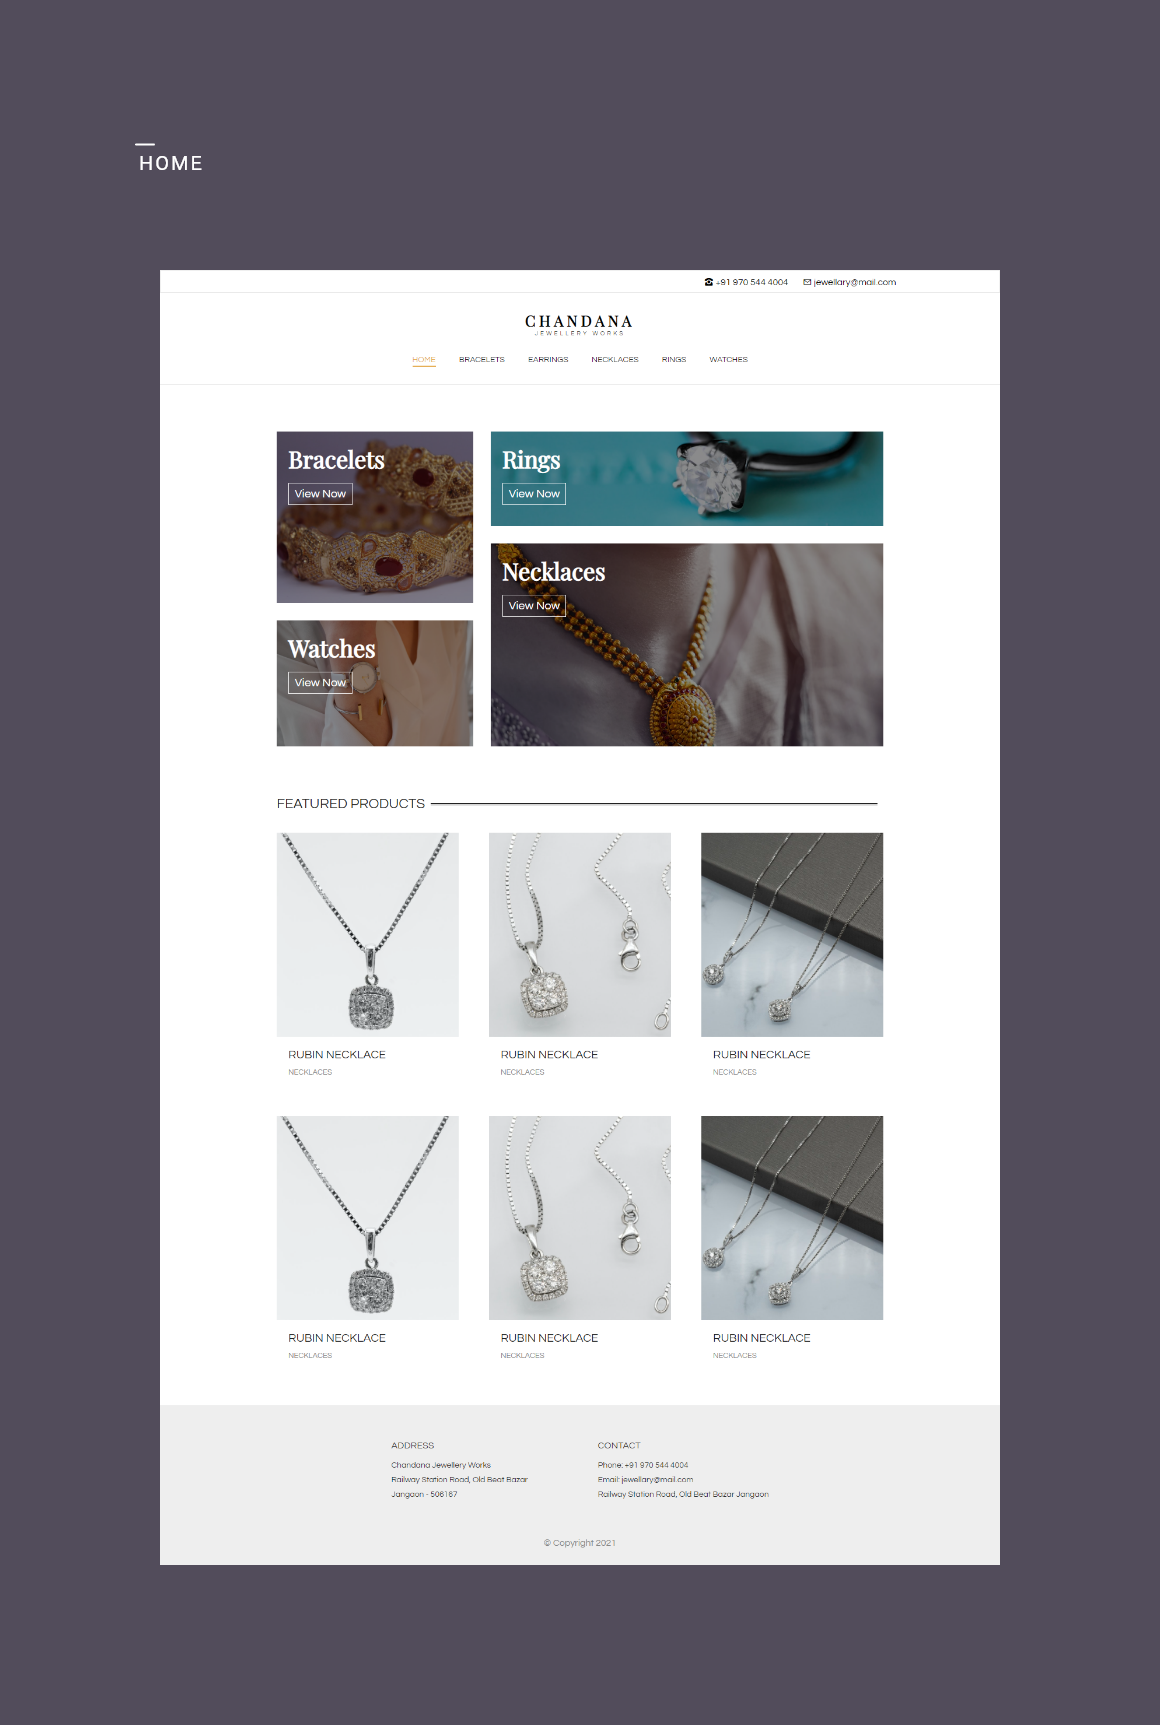 HOME
+91 970 544 4004 jewellary@mail.com
CHANDANA
JEWELLERY WORKS
HOME BRACELETS EARRINGS NECKLACES RINGS WATCHES
Bracelets
View Now
Rings
View Now
Necklaces
View Now
Watches
View Now
FEATURED PRODUCTS
RUBIN NECKLACE RUBIN NECKLACE RUBIN NECKLACE
NECKLACES NECKLACES NECKLACES
RUBIN NECKLACE RUBIN NECKLACE RUBIN NECKLACE
NECKLACES NECKLACES NECKLACES
ADDRESS
Chandana Jewellery Works
Railway Station Road, Old Beat Bazar
Jangaon - 506167
CONTACT
Phone: +91 970 544 4004
Email: jewellary@mail.com
Railway Station Road, Old Beat Bazar Jangaon
© Copyright 2021